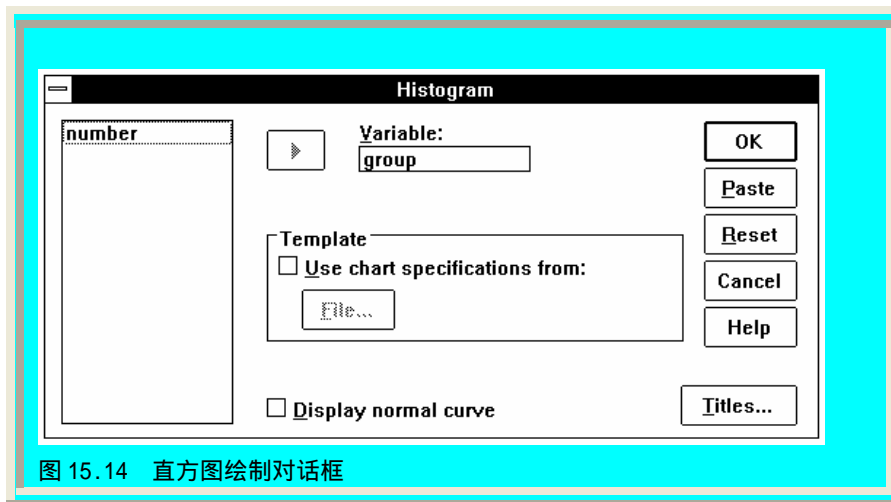 Histogram
number
Variable:
group
Template
Use chart specifications from:
File...
Display normal curve
OK
Paste
Reset
Cancel
Help
Titles...
图 15.14 直方图绘制对话框